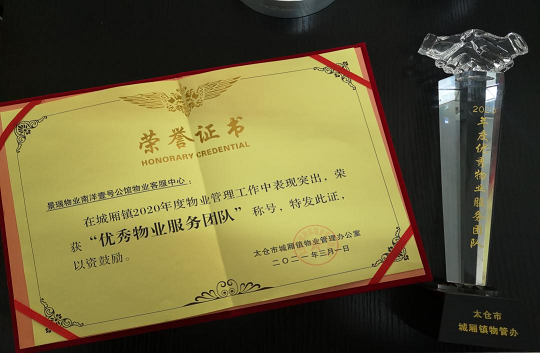 荣誉证书
HONORARY CREDENTIAL
景瑞物业南洋壹号公馆物业客服中心：
在城厢镇2020年度物业管理工作中表现突出，荣
获“优秀物业服务团队”称号，特发此证，
以资鼓励。
太仓市城厢镇物业管理办公室
二〇二一年三月一日
2020年度优秀物业服务团队
太仓市
城厢镇物管办